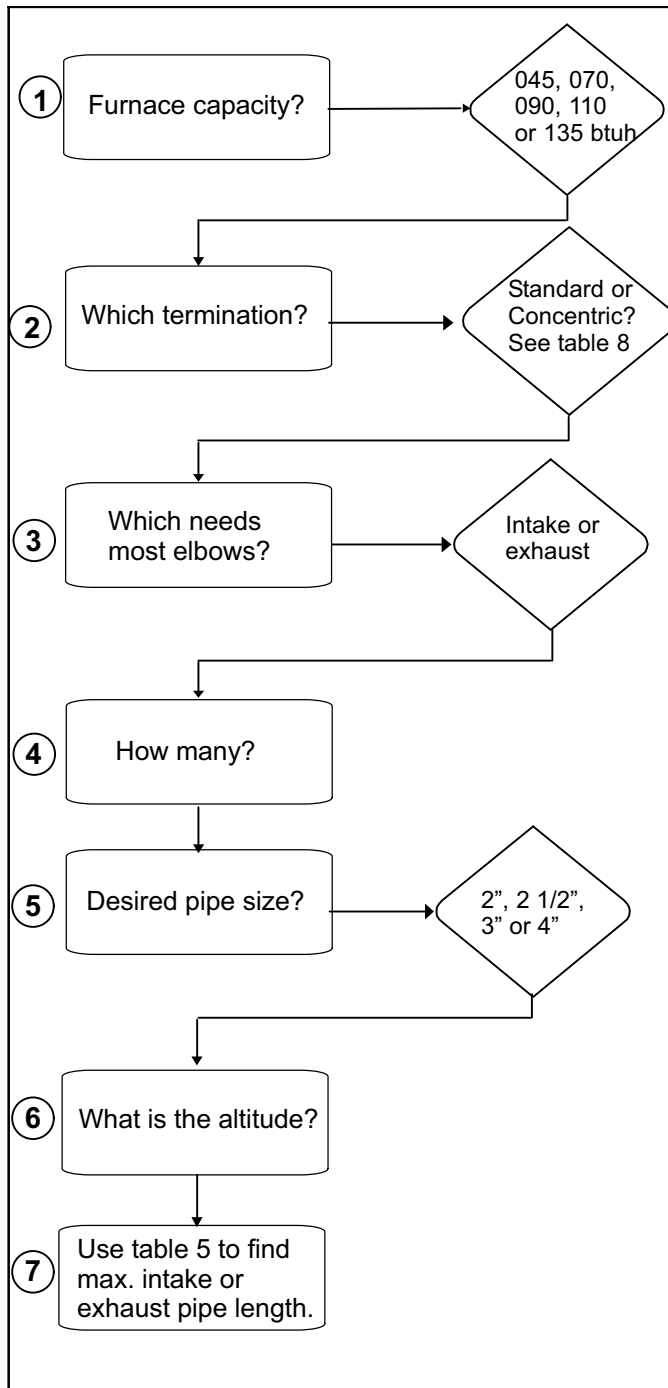 1
Furnace capacity?
045, 070,
090, 110
or 135 btuh
2
Which termination?
Standard or
Concentric?
See table 8
3
Which needs
most elbows?
Intake or
exhaust
4
How many?
5
Desired pipe size?
2”, 2 1/2”,
3” or 4”
6
What is the altitude?
7
Use table 5 to find
max. intake or
exhaust pipe length.